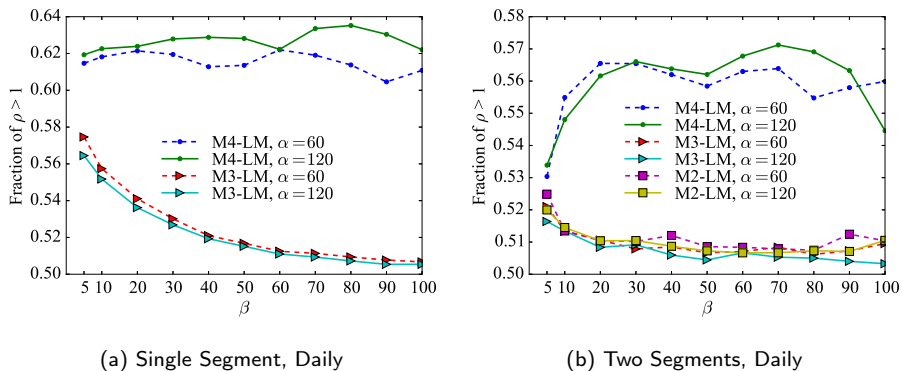 0.64
0.62
0.60
0.58
0.56
0.54
0.52
0.50
Fraction of ρ > 1
M4-LM, α=60
M4-LM, α=120
M3-LM, α=60
M3-LM, α=120
5 10 20 30 40 50 60 70 80 90 100
β
(a) Single Segment, Daily
0.58
0.57
0.56
0.55
0.54
0.53
0.52
0.51
0.50
Fraction of ρ > 1
M4-LM, α=60
M4-LM, α=120
M3-LM, α=60
M3-LM, α=120
M2-LM, α=60
M2-LM, α=120
5 10 20 30 40 50 60 70 80 90 100
β
(b) Two Segments, Daily